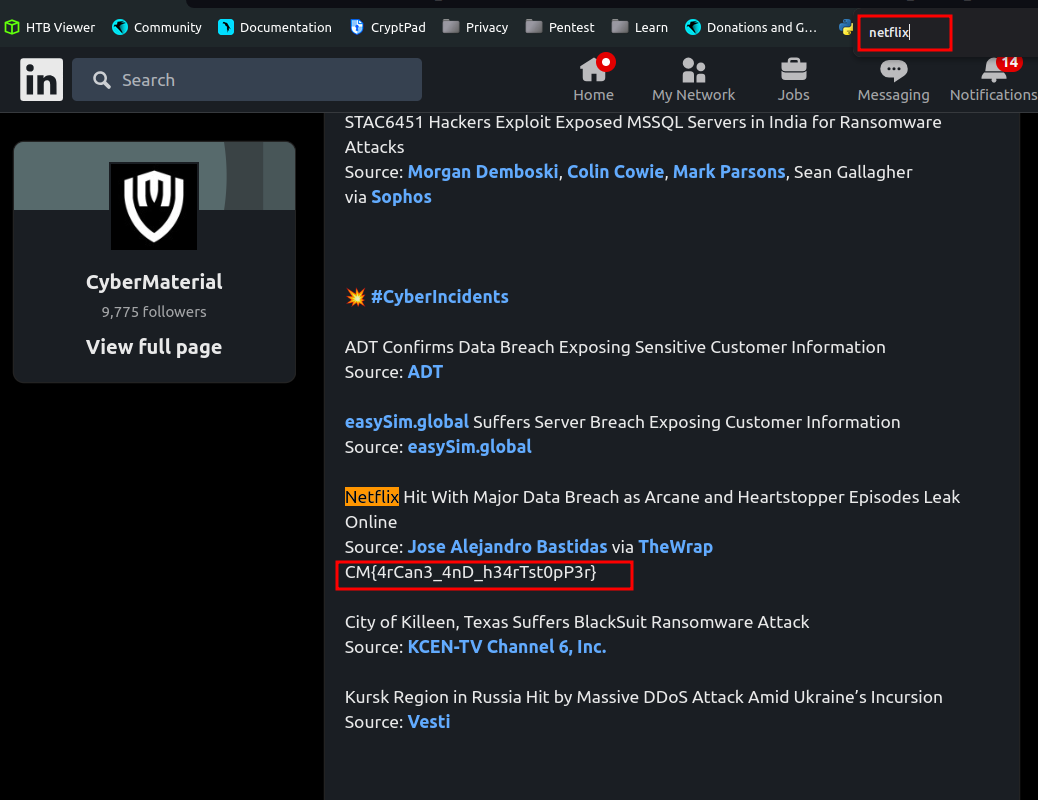 HTB Viewer Community Documentation CryptPad Privacy Pentest Learn Donations and G...
netflix
in Search
14
Home My Network Jobs Messaging Notifications
STAC6451 Hackers Exploit Exposed MSSQL Servers in India for Ransomware
Attacks
Source: Morgan Demboski, Colin Cowie, Mark Parsons, Sean Gallagher
via Sophos
CyberMaterial
9,775 followers
View full page
💥 #CyberIncidents
ADT Confirms Data Breach Exposing Sensitive Customer Information
Source: ADT
easySim.global Suffers Server Breach Exposing Customer Information
Source: easySim.global
Netflix Hit With Major Data Breach as Arcane and Heartstopper Episodes Leak
Online
Source: Jose Alejandro Bastidas via TheWrap
CM{4rCan3_4nD_h34rTst0pP3r}
City of Killeen, Texas Suffers BlackSuit Ransomware Attack
Source: KCEN-TV Channel 6, Inc.
Kursk Region in Russia Hit by Massive DDoS Attack Amid Ukraine’s Incursion
Source: Vesti